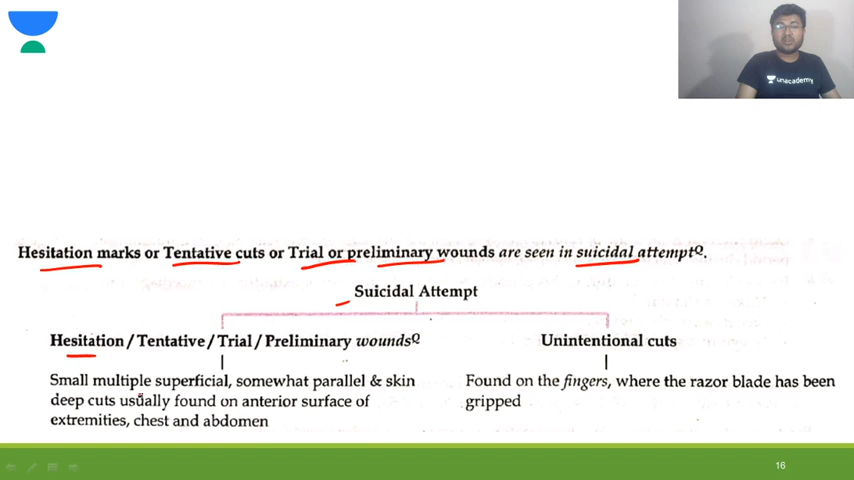 unacademy
Hesitation marks or Tentative cuts or Trial or preliminary wounds are seen in suicidal attemptQ.
Suicidal Attempt
Hesitation / Tentative / Trial / Preliminary woundsQ
Unintentional cuts
Small multiple superficial, somewhat parallel & skin
deep cuts usually found on anterior surface of
extremities, chest and abdomen
Found on the fingers, where the razor blade has been
gripped
16